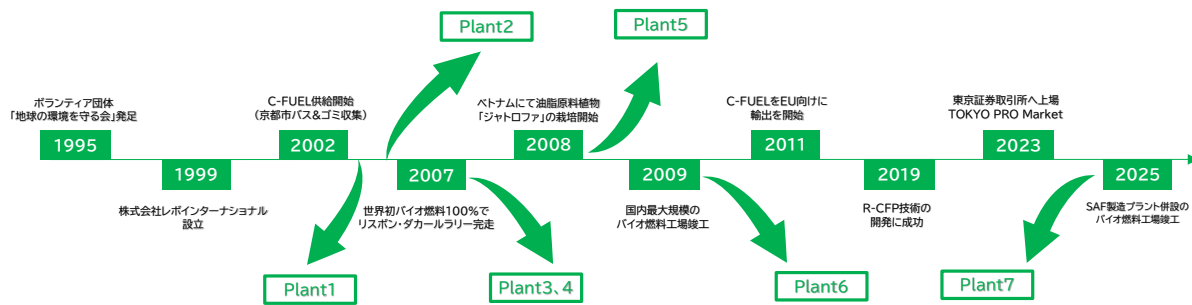 Plant2
Plant5
ボランティア団体
「地球の環境を守る会」発足
1995
1999
株式会社レボインターナショナル
設立
C-FUEL供給開始
(京都市バス&ゴミ収集)
2002
2007
世界初バイオ燃料100%で
リスボン・ダカールラリー完走
ベトナムにて油脂原料植物
「ジャトロファ」の栽培開始
2008
2009
国内最大規模の
バイオ燃料工場竣工
C-FUELをEU向けに
輸出を開始
2011
2019
R-CFP技術の
開発に成功
東京証券取引所へ上場
TOKYO PRO Market
2023
2025
SAF製造プラント併設の
バイオ燃料工場竣工
Plant1
Plant3、4
Plant6
Plant7